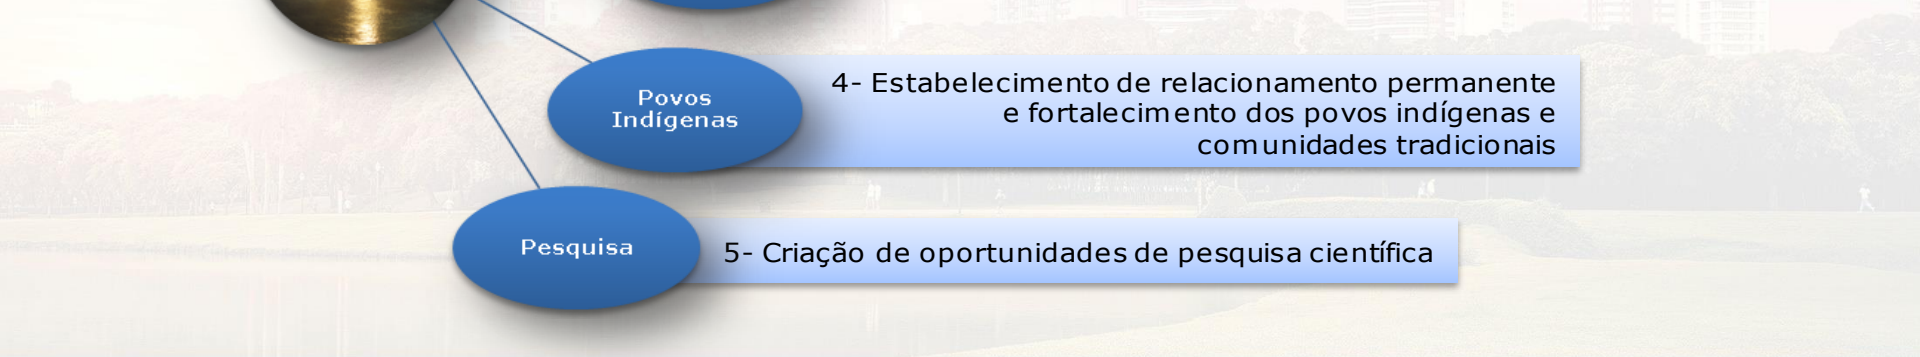 Povos
Indígenas
4- Estabelecimento de relacionamento permanente
e fortalecimento dos povos indígenas e
comunidades tradicionais
Pesquisa
5- Criação de oportunidades de pesquisa científica